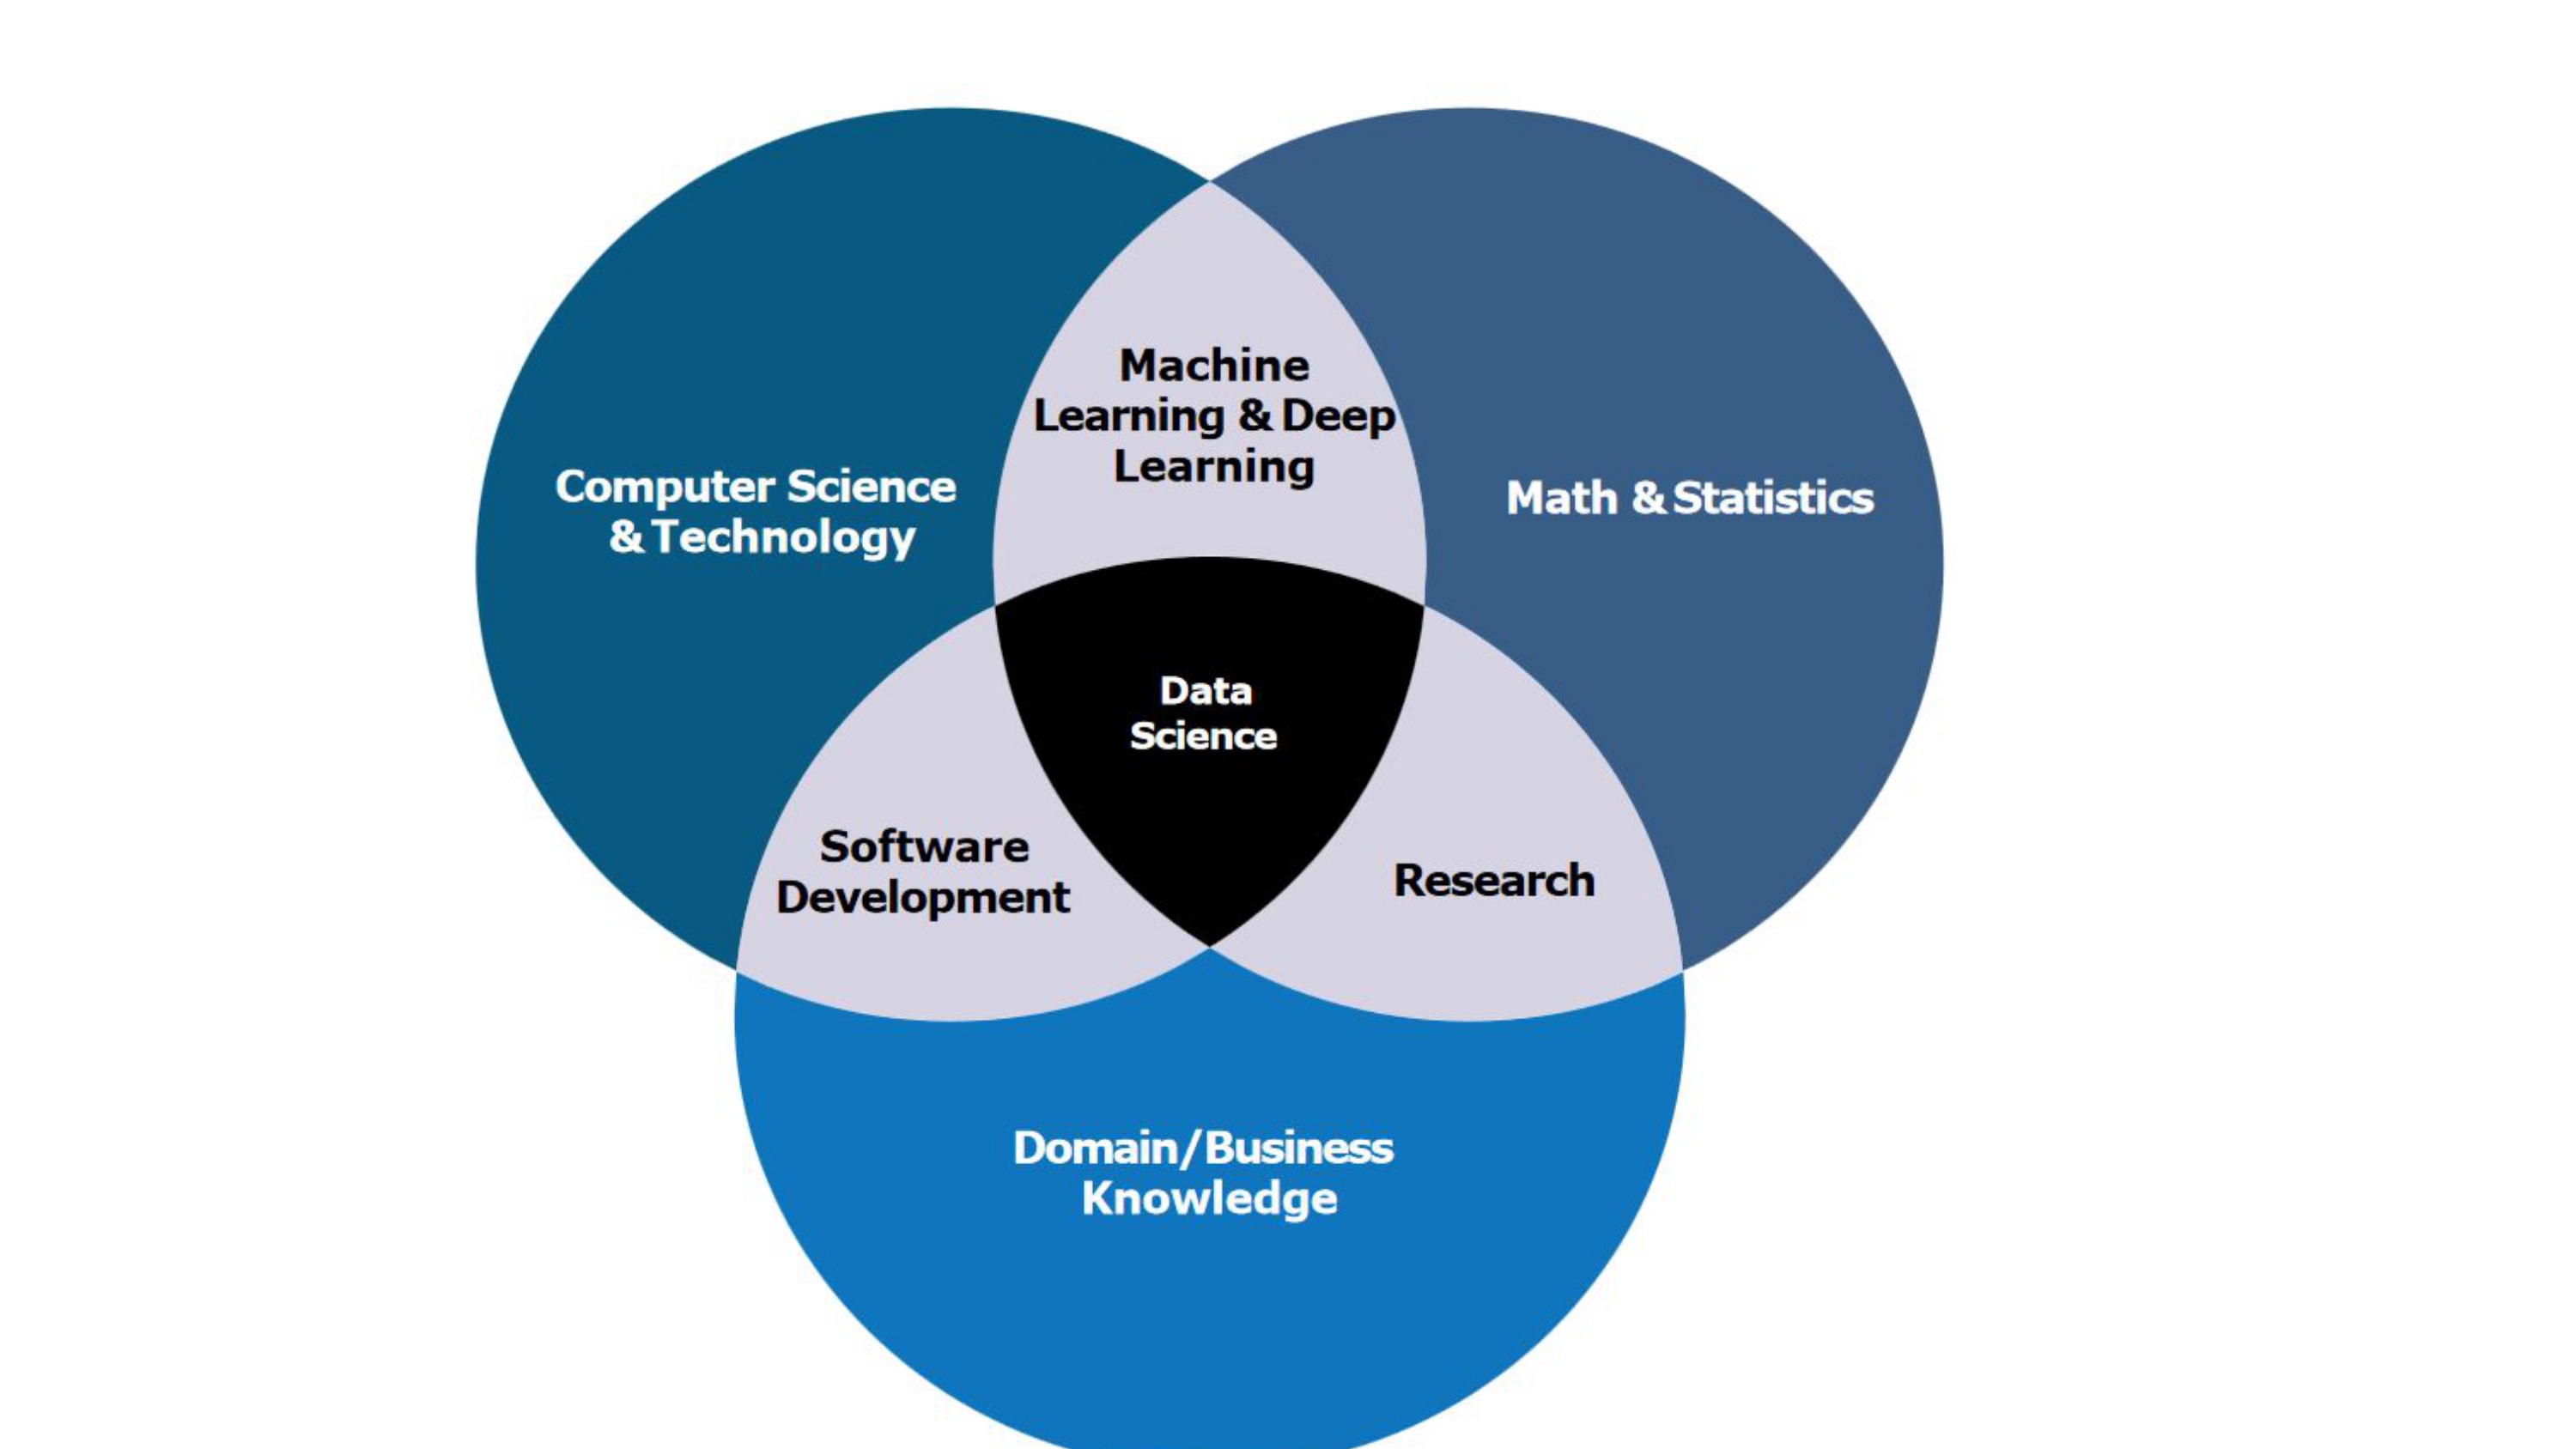 Machine
Learning & Deep
Learning
Computer Science
& Technology
Math & Statistics
Data
Science
Software
Development
Research
Domain/Business
Knowledge